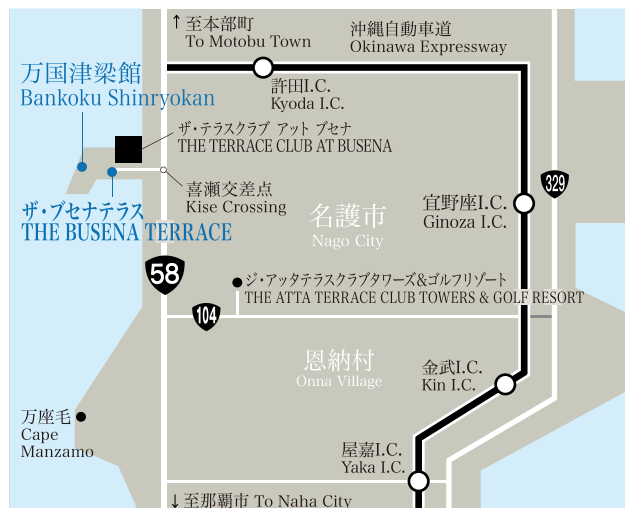 ↑至本部町
To Motobu Town
沖縄自動車道
Okinawa Expressway
万国津梁館
Bankoku Shinryokan
許田I.C.
Kyoda I.C.
ザ・テラスクラブ アット ブセナ
THE TERRACE CLUB AT BUSENA
喜瀬交差点
Kise Crossing
329
ザ・ブセナテラス
THE BUSENA TERRACE
名護市
Nago City
宜野座I.C.
Ginoza I.C.
58
ジ・アッタテラスクラブタワーズ&ゴルフリゾート
THE ATTA TERRACE CLUB TOWERS & GOLF RESORT
104
恩納村
Onna Village
金武I.C.
Kin I.C.
万座毛
Cape
Manzamo
屋嘉I.C.
Yaka I.C.
↓至那覇市 To Naha City